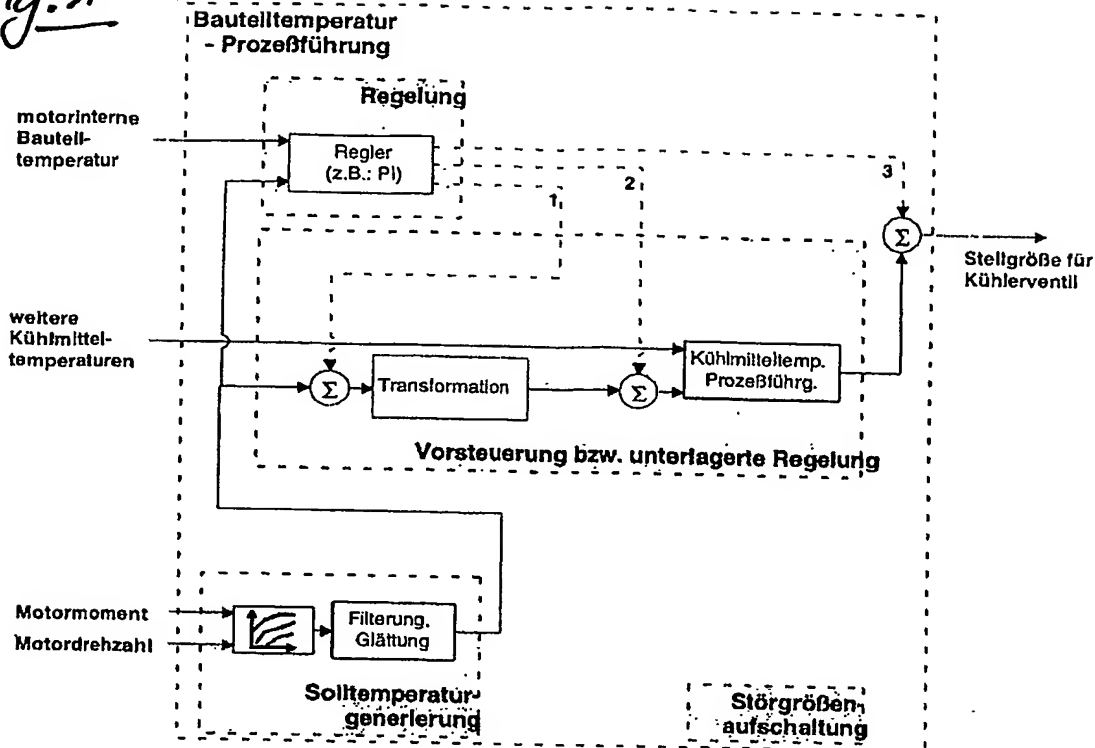 Bauteiltemperatur
- Prozeßführung
Regelung
motorinterne
Bauteil-
temperatur
Regler
(z.B.: PI)
1
2
3
Σ
Stellgröße für
Kühlerventil
weitere
Kühlmittel-
temperaturen
Σ
Transformation
Σ
Kühlmitteltemp.
Prozeßführg.
Vorsteuerung bzw. unterlagerte Regelung
Motormoment
Motordrehzahl
Filterung,
Glättung
Solltemperatur-
generierung
Störgrößen-
aufschaltung